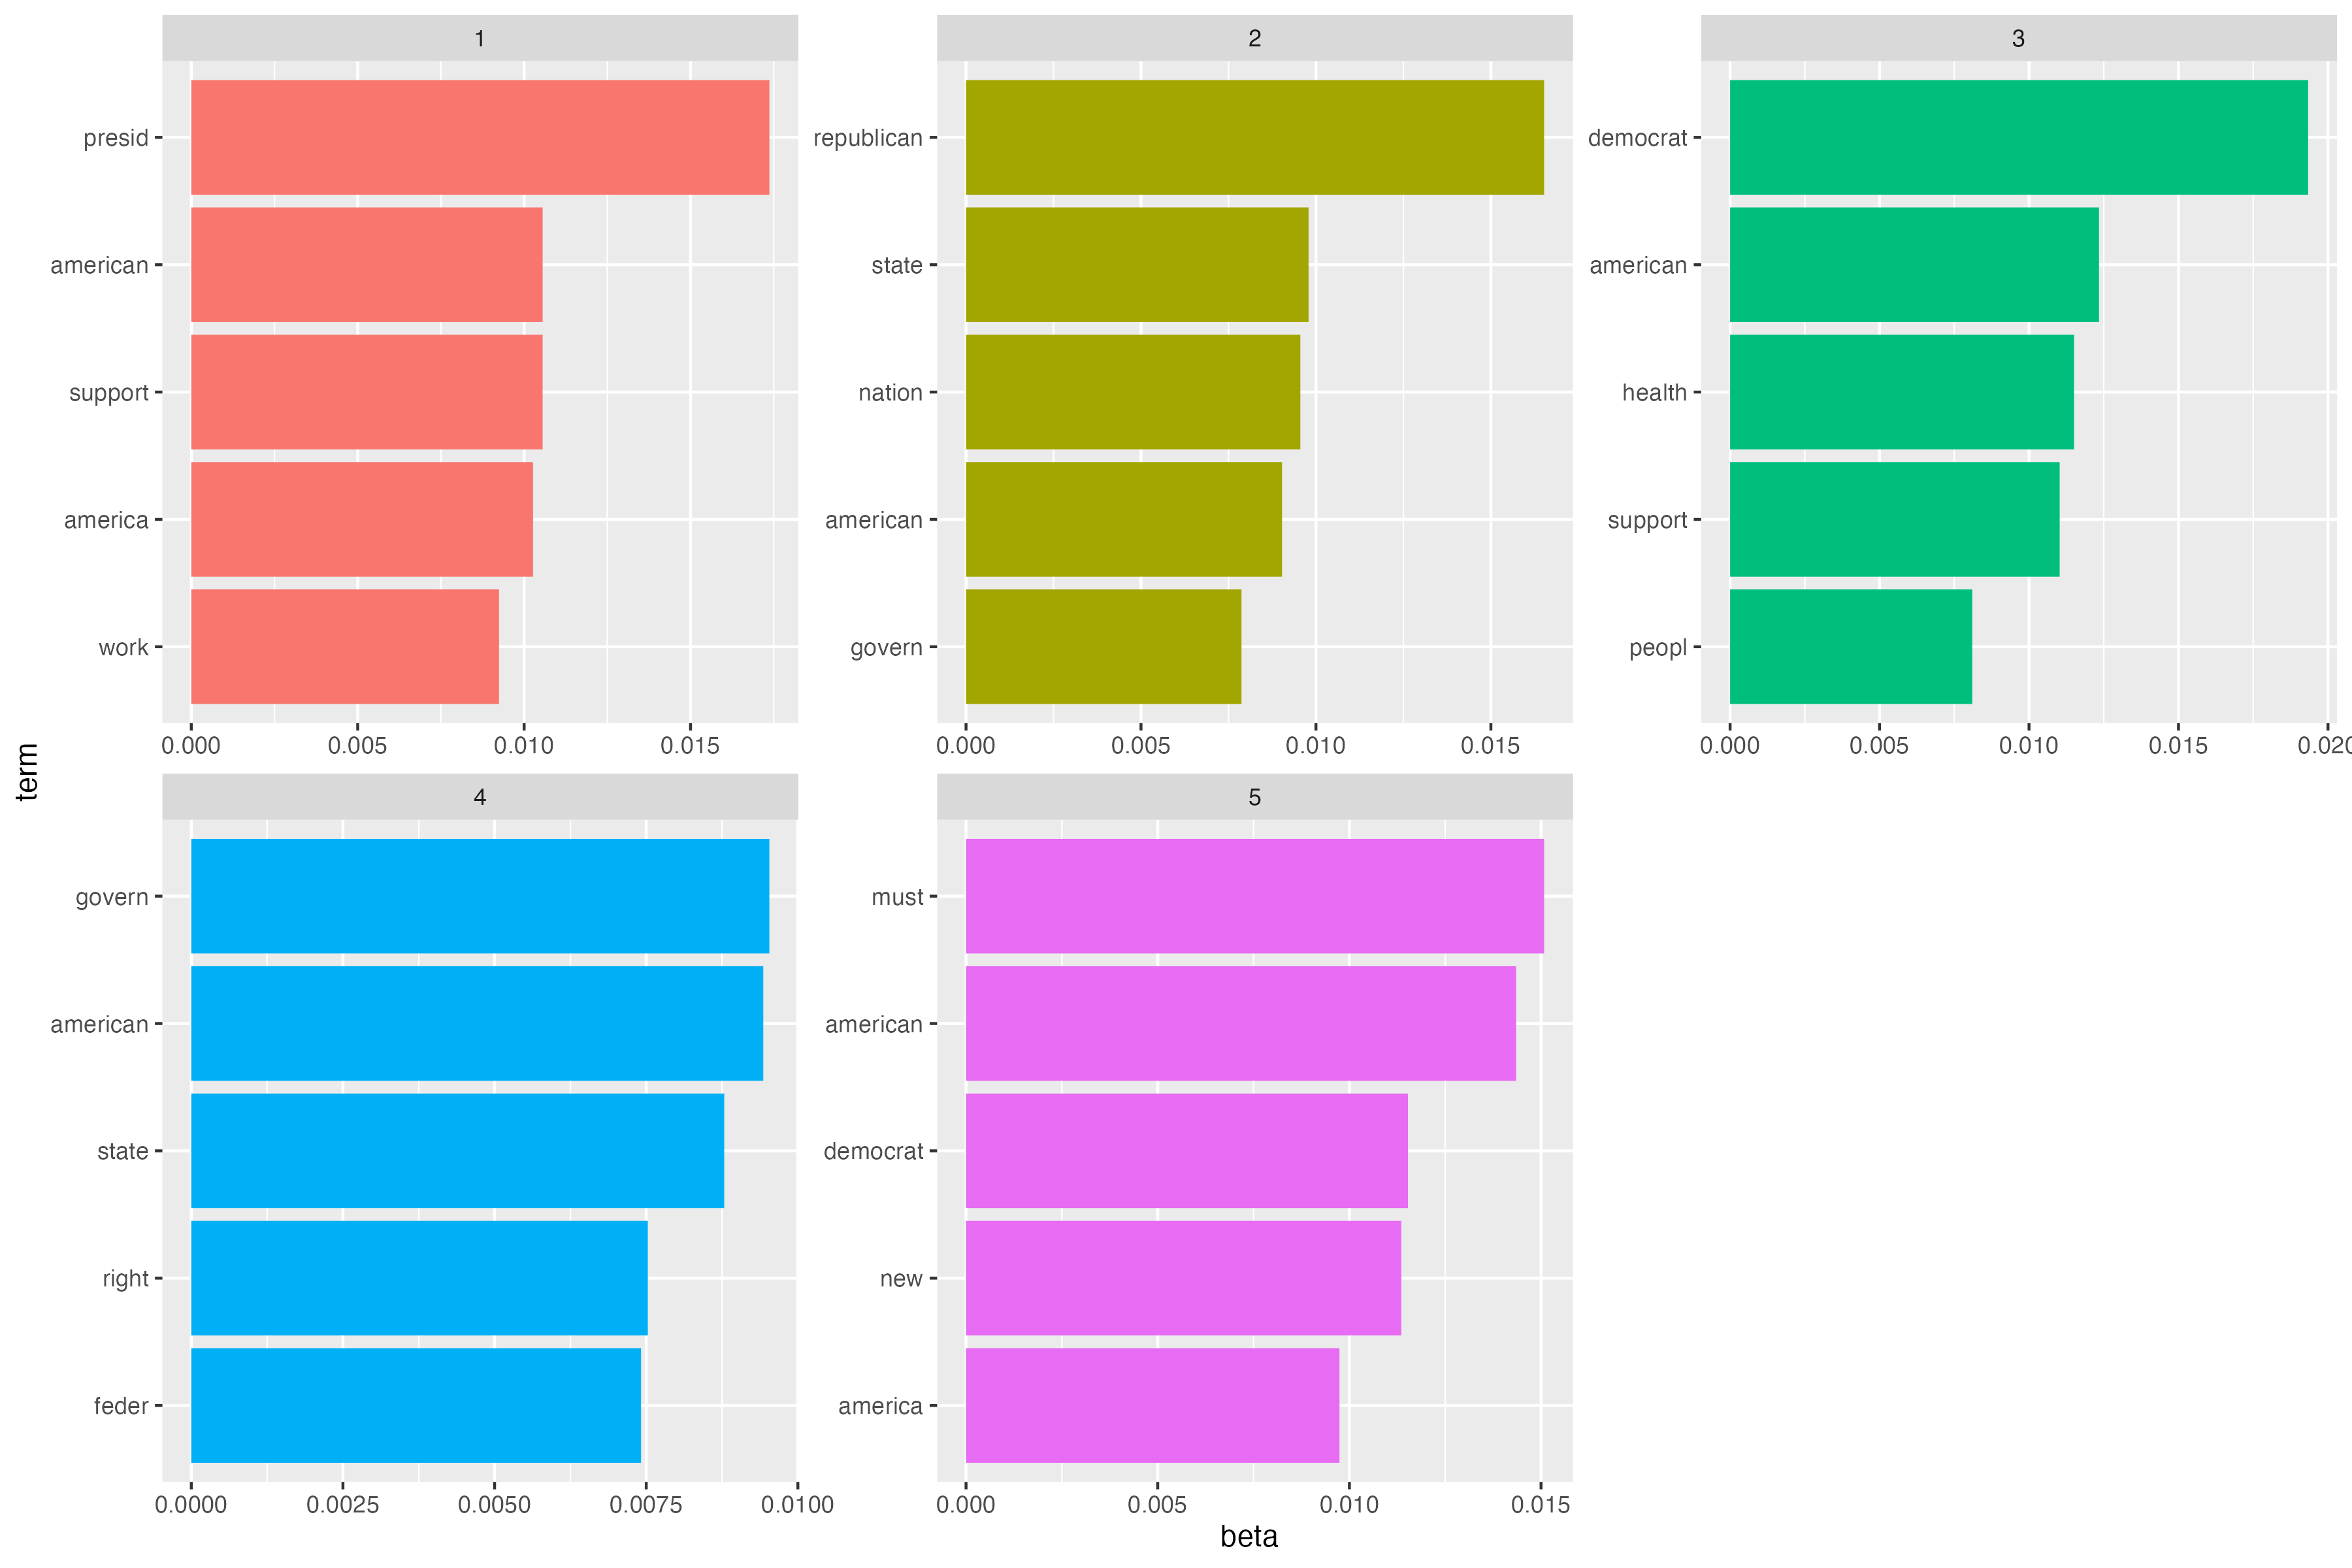 1
presid
american
support
america
work
0.000 0.005 0.010 0.015
2
republican
state
nation
american
govern
0.000 0.005 0.010 0.015
3
democrat
american
health
support
peopl
0.000 0.005 0.010 0.015 0.020
term
4
govern
american
state
right
feder
0.0000 0.0025 0.0050 0.0075 0.0100
5
must
american
democrat
new
america
0.000 0.005 0.010 0.015
beta